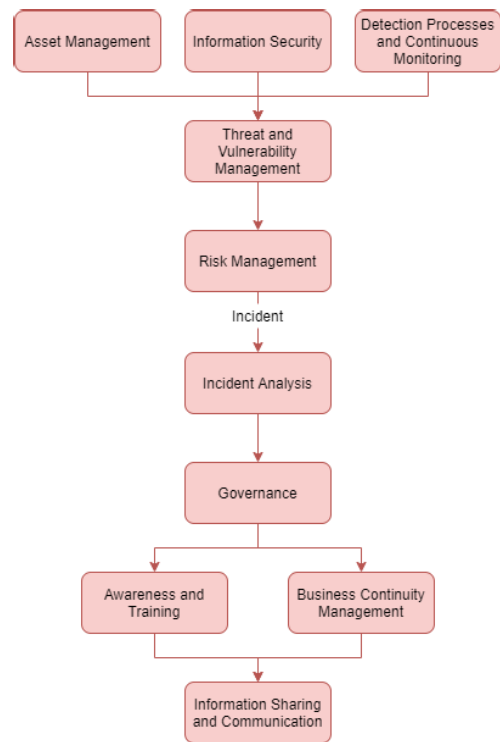 Asset Management
Information Security
Detection Processes
and Continuous
Monitoring
Threat and
Vulnerability
Management
Risk Management
Incident
Incident Analysis
Governance
Awareness and
Training
Business Continuity
Management
Information Sharing
and Communication